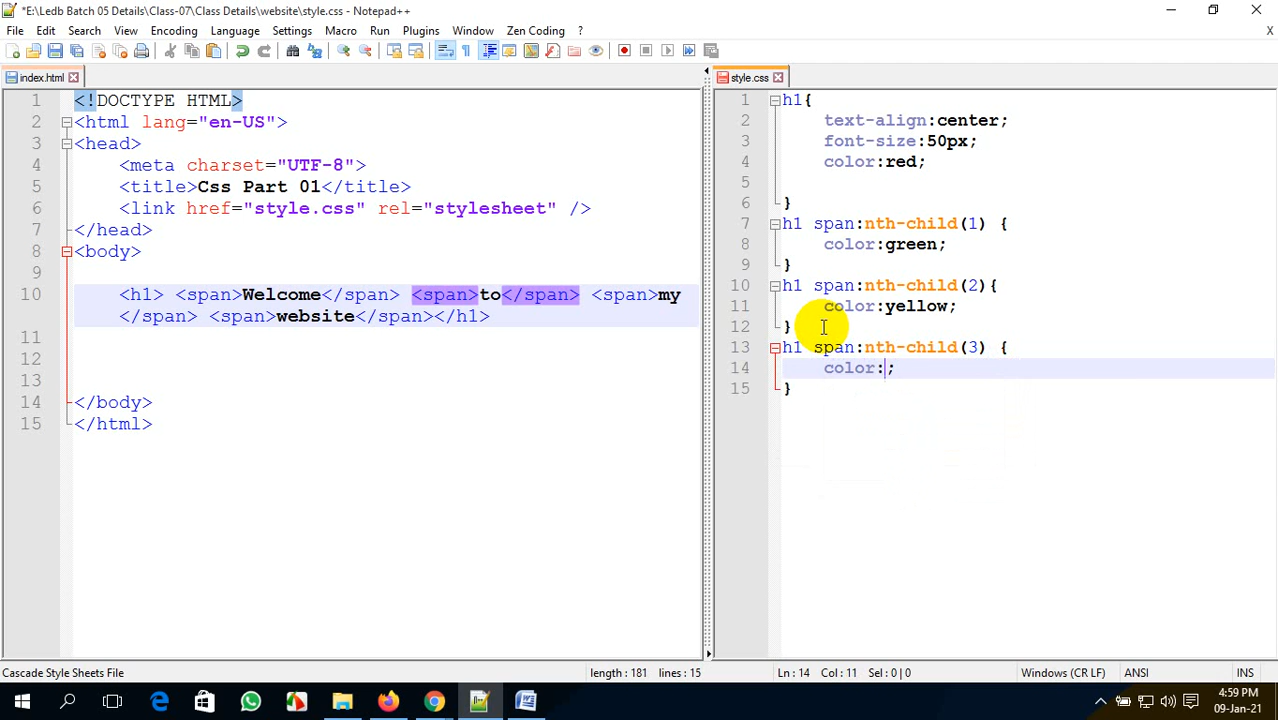 *E:\Ledb Batch 05 Details\Class-07\Class Details\website\style.css - Notepad++
File Edit Search View Encoding Language Settings Macro Run Plugins Window Zen Coding ? X
index.html
1 <!DOCTYPE HTML>
2 <html lang="en-US">
3 <head>
4 <meta charset="UTF-8">
5 <title>Css Part 01</title>
6 <link href="style.css" rel="stylesheet" />
7 </head>
8 <body>
9
10 <h1> <span>Welcome</span> <span>to</span> <span>my
</span> <span>website</span></h1>
11
12
13
14 </body>
15 </html>
style.css
1 h1{
2 text-align:center;
3 font-size:50px;
4 color:red;
5
6 }
7 h1 span:nth-child(1) {
8 color:green;
9 }
10 h1 span:nth-child(2){
11 color:yellow;
12 }
13 h1 span:nth-child(3) {
14 color:;
15 }
Cascade Style Sheets File length : 181 lines : 15 Ln : 14 Col : 11 Sel : 0 | 0 Windows (CR LF) ANSI INS
4:59 PM
09-Jan-21